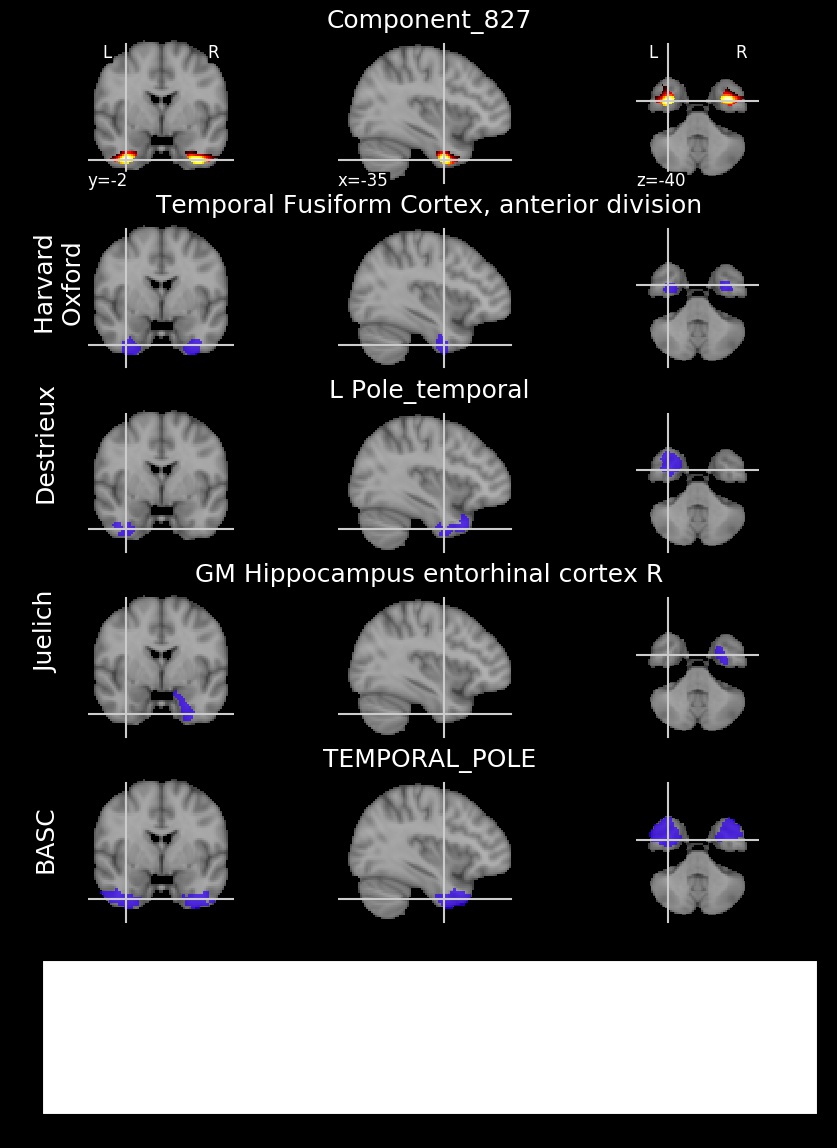 Component_827
L R
L R
y=-2
x=-35
z=-40
Temporal Fusiform Cortex, anterior division
Harvard
Oxford
L Pole_temporal
Destrieux
GM Hippocampus entorhinal cortex R
Juelich
TEMPORAL_POLE
BASC